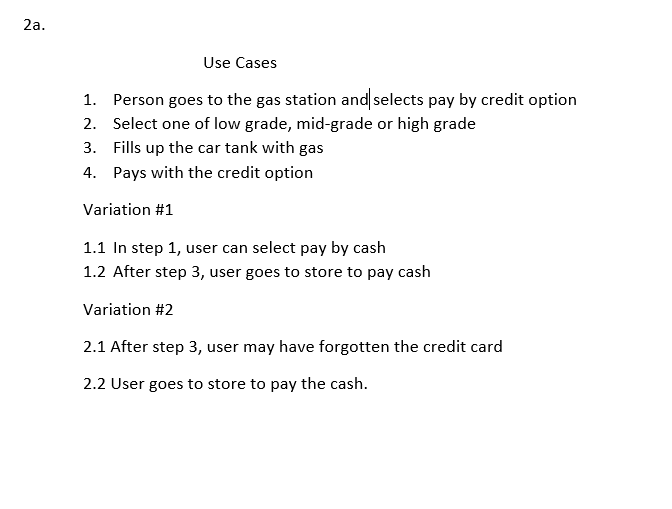 2a.
Use Cases
1. Person goes to the gas station and selects pay by credit option
2. Select one of low grade, mid-grade or high grade
3. Fills up the car tank with gas
4. Pays with the credit option
Variation #1
1.1 In step 1, user can select pay by cash
1.2 After step 3, user goes to store to pay cash
Variation #2
2.1 After step 3, user may have forgotten the credit card
2.2 User goes to store to pay the cash.